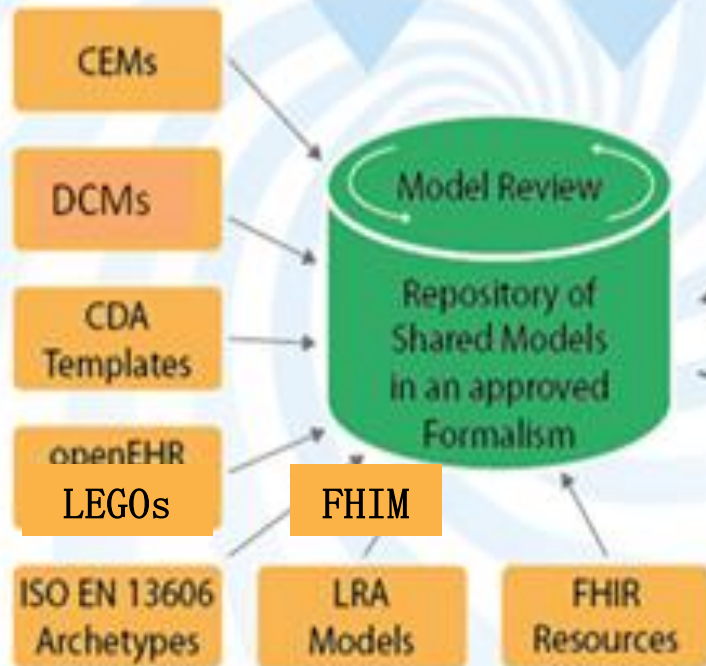 CEMs
DCMs
CDA
Templates
openEHR
LEGOs
ISO EN 13606
Archetypes
FHIM
LRA
Models
FHIR
Resources
Model Review
Repository of
Shared Models
in an approved
Formalism